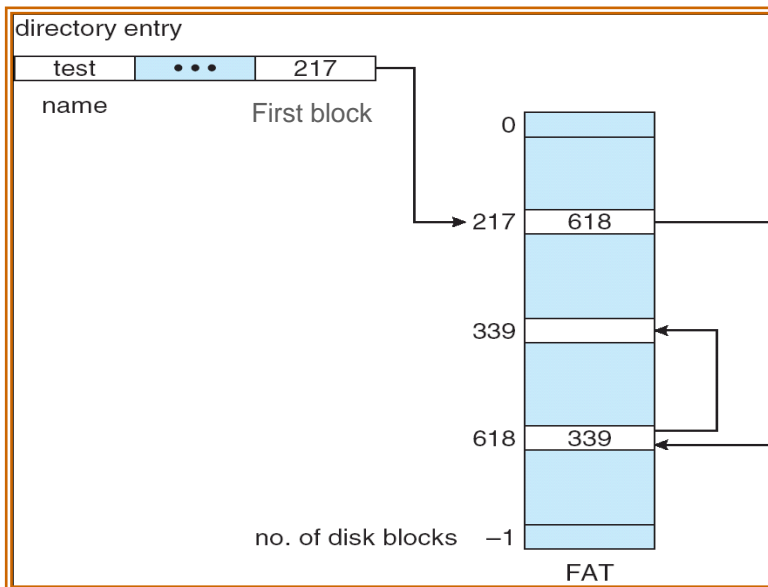 directory entry
test ••• 217
name First block
0
217 618
339
618 339
no. of disk blocks –1
FAT